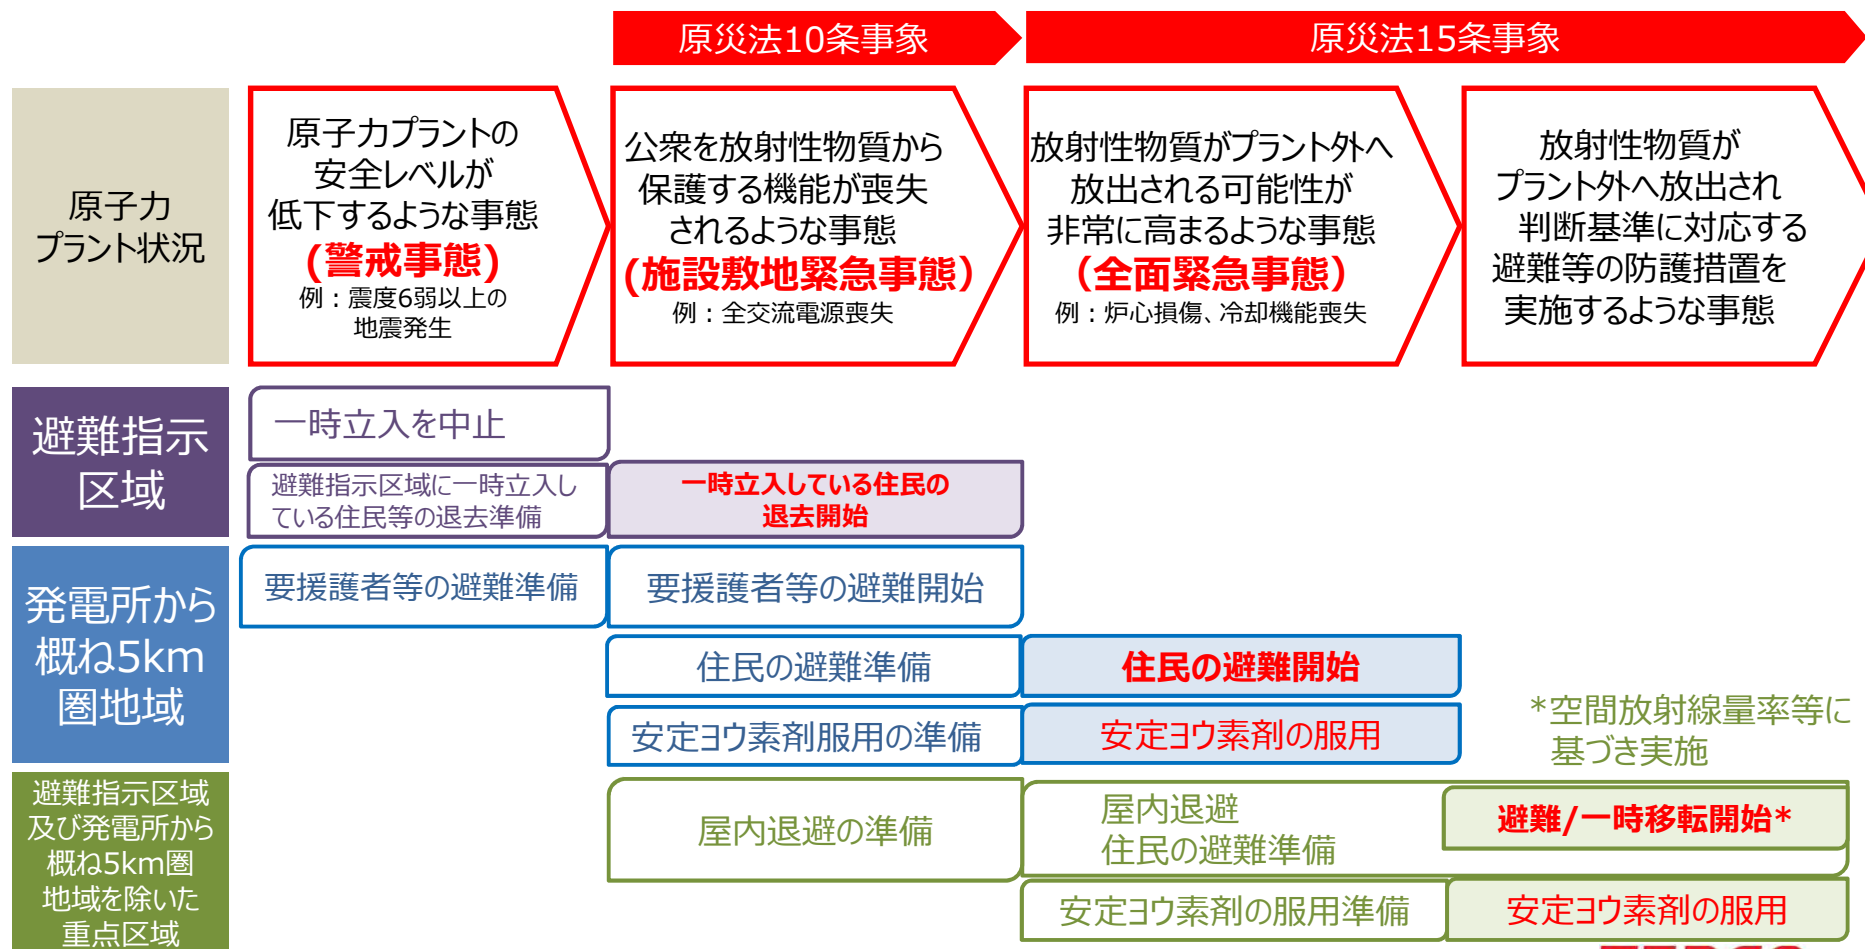 原災法10条事象
原災法15条事象
原子力
プラント状況
原子力プラントの
安全レベルが
低下するような事態
(警戒事態)
例：震度6弱以上の
地震発生
公衆を放射性物質から
保護する機能が喪失
されるような事態
(施設敷地緊急事態）
例：全交流電源喪失
放射性物質がプラント外へ
放出される可能性が
非常に高まるような事態
（全面緊急事態）
例：炉心損傷、冷却機能喪失
放射性物質が
プラント外へ放出され
判断基準に対応する
避難等の防護措置を
実施するような事態
避難指示
区域
一時立入を中止
避難指示区域に一時立入し
ている住民等の退去準備
一時立入している住民の
退去開始
発電所から
概ね5km
圏地域
要援護者等の避難準備
要援護者等の避難開始
住民の避難準備
住民の避難開始
安定ヨウ素剤服用の準備
安定ヨウ素剤の服用
*空間放射線量率等に
基づき実施
避難指示区域
及び発電所から
概ね5km圏
地域を除いた
重点区域
屋内退避の準備
屋内退避
住民の避難準備
避難/一時移転開始*
安定ヨウ素剤の服用準備
安定ヨウ素剤の服用